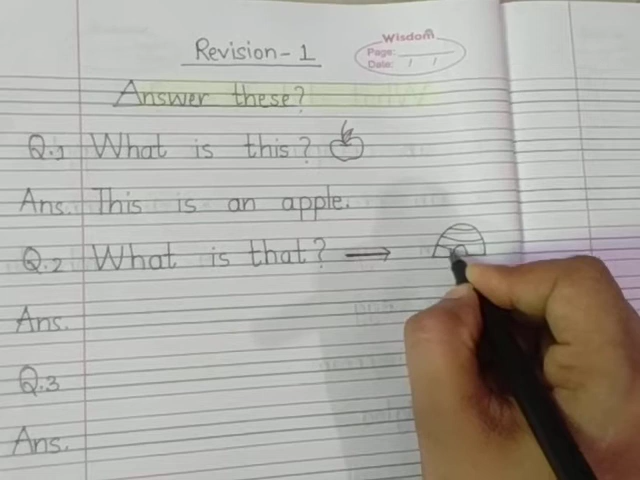 Wisdom
Revision - 1
Page:
Date: / /
Answer these?
Q.1 What is this?
Ans. This is an apple.
Q.2 What is that? →
Ans.
Q.3
Ans.